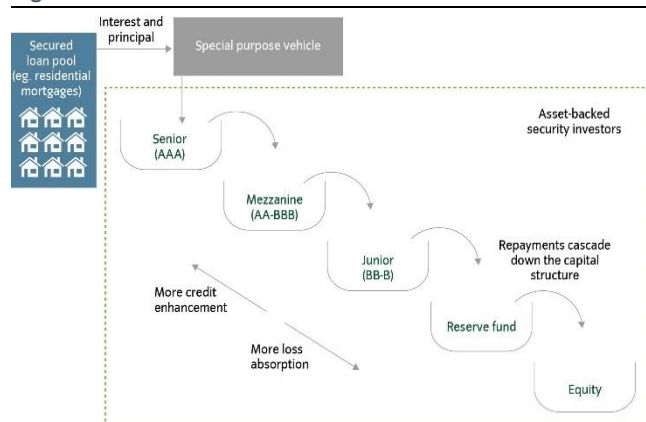 Interest and
principal
Secured
loan pool
(eg. residential
mortgages)
Special purpose vehicle
Asset-backed
security investors
Senior
(AAA)
Mezzanine
(AA-BBB)
Junior
(BB-B)
Repayments cascade
down the capital
structure
More credit
enhancement
Reserve fund
More loss
absorption
Equity